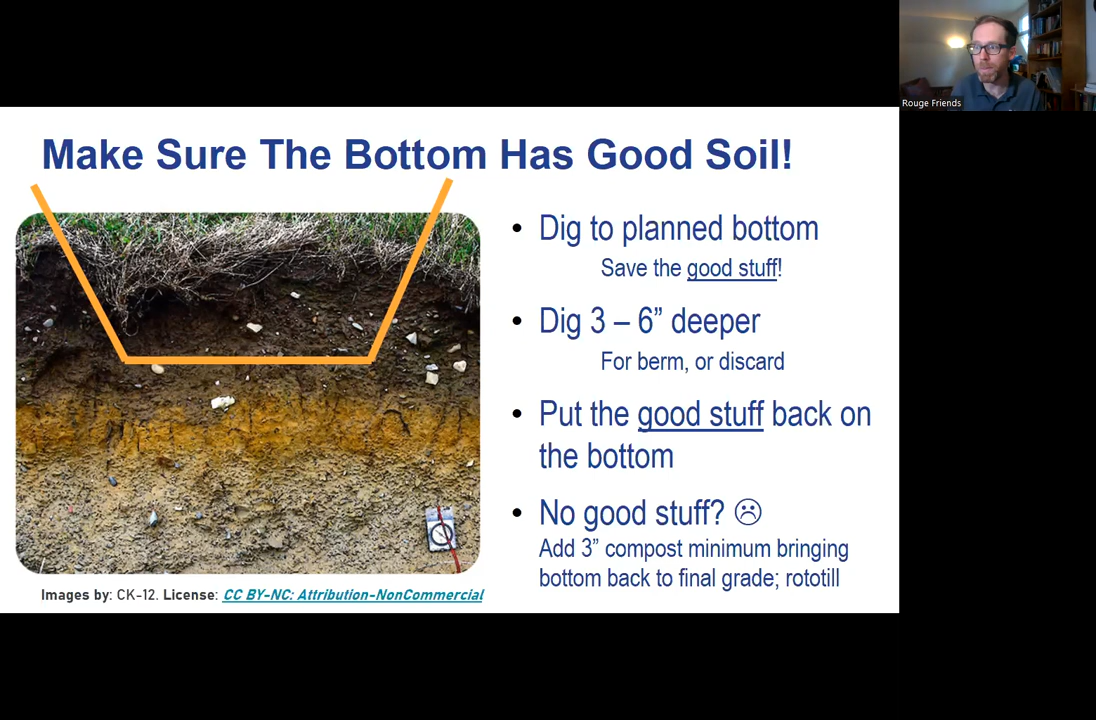 Rouge Friends
Make Sure The Bottom Has Good Soil!
• Dig to planned bottom
Save the good stuff!
• Dig 3 – 6” deeper
For berm, or discard
• Put the good stuff back on
the bottom
• No good stuff? ☹
Add 3” compost minimum bringing
bottom back to final grade; rototill
Images by: CK-12. License: CC BY-NC: Attribution-NonCommercial